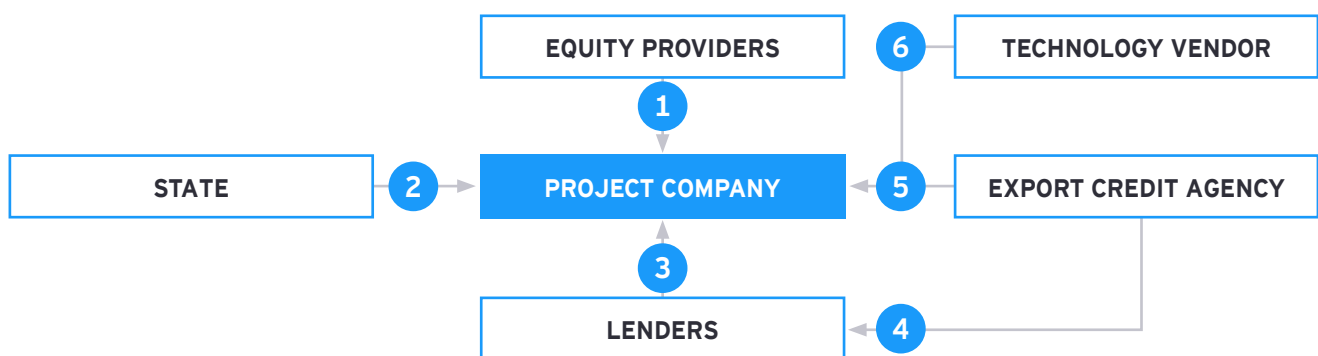 EQUITY PROVIDERS
6
TECHNOLOGY VENDOR
1
STATE
2
PROJECT COMPANY
5
EXPORT CREDIT AGENCY
3
LENDERS
4